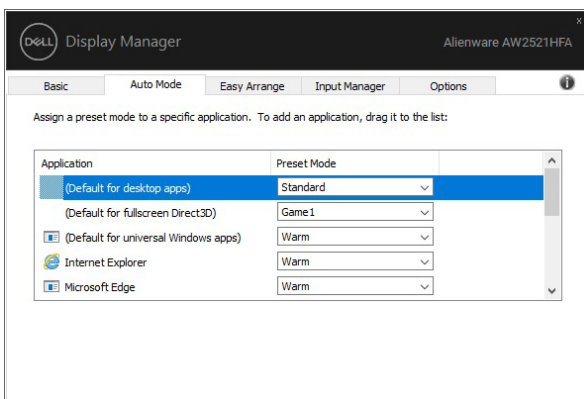 DELL Display Manager Alienware AW2521HFA
x
Basic Auto Mode Easy Arrange Input Manager Options
Assign a preset mode to a specific application. To add an application, drag it to the list:
Application Preset Mode
(Default for desktop apps) Standard
(Default for fullscreen Direct3D) Game1
(Default for universal Windows apps) Warm
Internet Explorer Warm
Microsoft Edge Warm